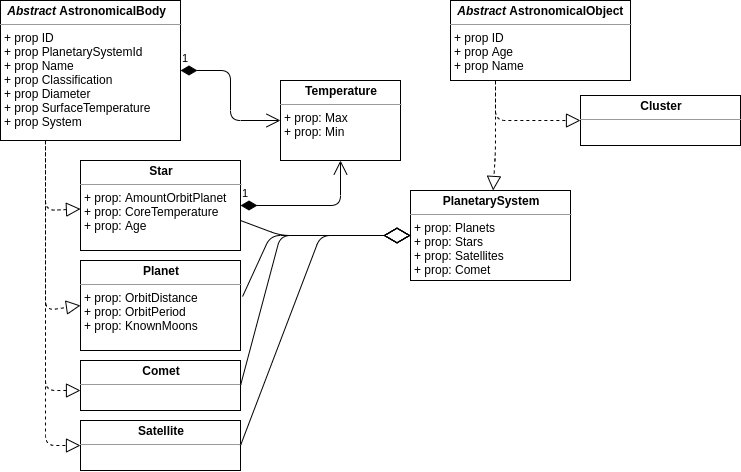 Abstract AstronomicalBody
+ prop ID
+ prop PlanetarySystemId
+ prop Name
+ prop Classification
+ prop Diameter
+ prop SurfaceTemperature
+ prop System
1
Temperature
+ prop: Max
+ prop: Min
Abstract AstronomicalObject
+ prop ID
+ prop Age
+ prop Name
Cluster
Star
+ prop: AmountOrbitPlanet
+ prop: CoreTemperature
+ prop: Age
1
PlanetarySystem
+ prop: Planets
+ prop: Stars
+ prop: Satellites
+ prop: Comet
Planet
+ prop: OrbitDistance
+ prop: OrbitPeriod
+ prop: KnownMoons
Comet
Satellite